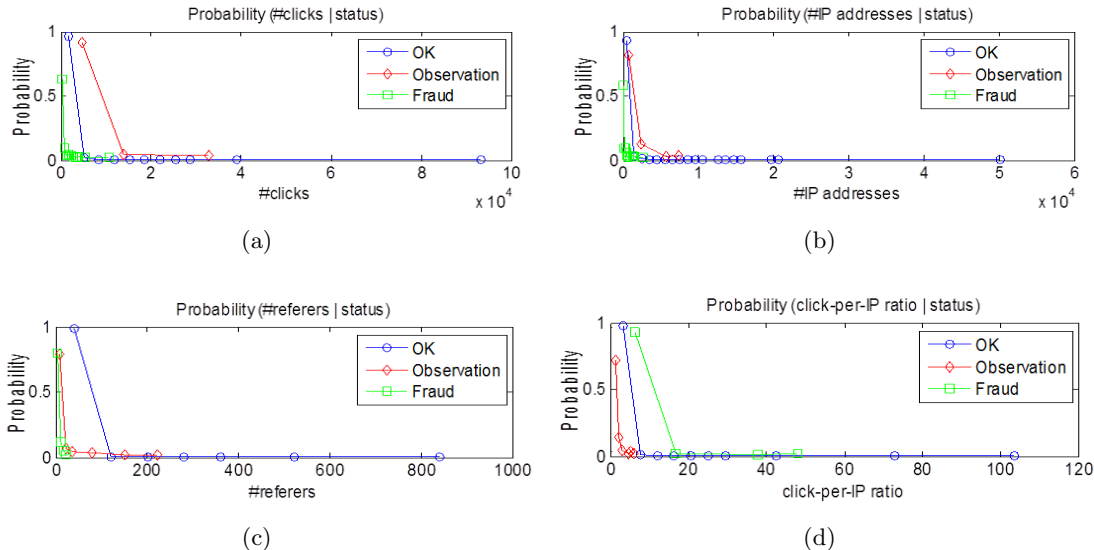 Probability (#clicks | status)
Probability
1
0.5
0
OK
Observation
Fraud
0 2 4 6 8 10
#clicks
x 10^4
(a)
Probability (#IP addresses | status)
Probability
1
0.5
0
OK
Observation
Fraud
0 1 2 3 4 5 6
#IP addresses
x 10^4
(b)
Probability (#referers | status)
Probability
1
0.5
0
OK
Observation
Fraud
0 200 400 600 800 1000
#referers
(c)
Probability (click-per-IP ratio | status)
Probability
1
0.5
0
OK
Observation
Fraud
0 20 40 60 80 100 120
click-per-IP ratio
(d)